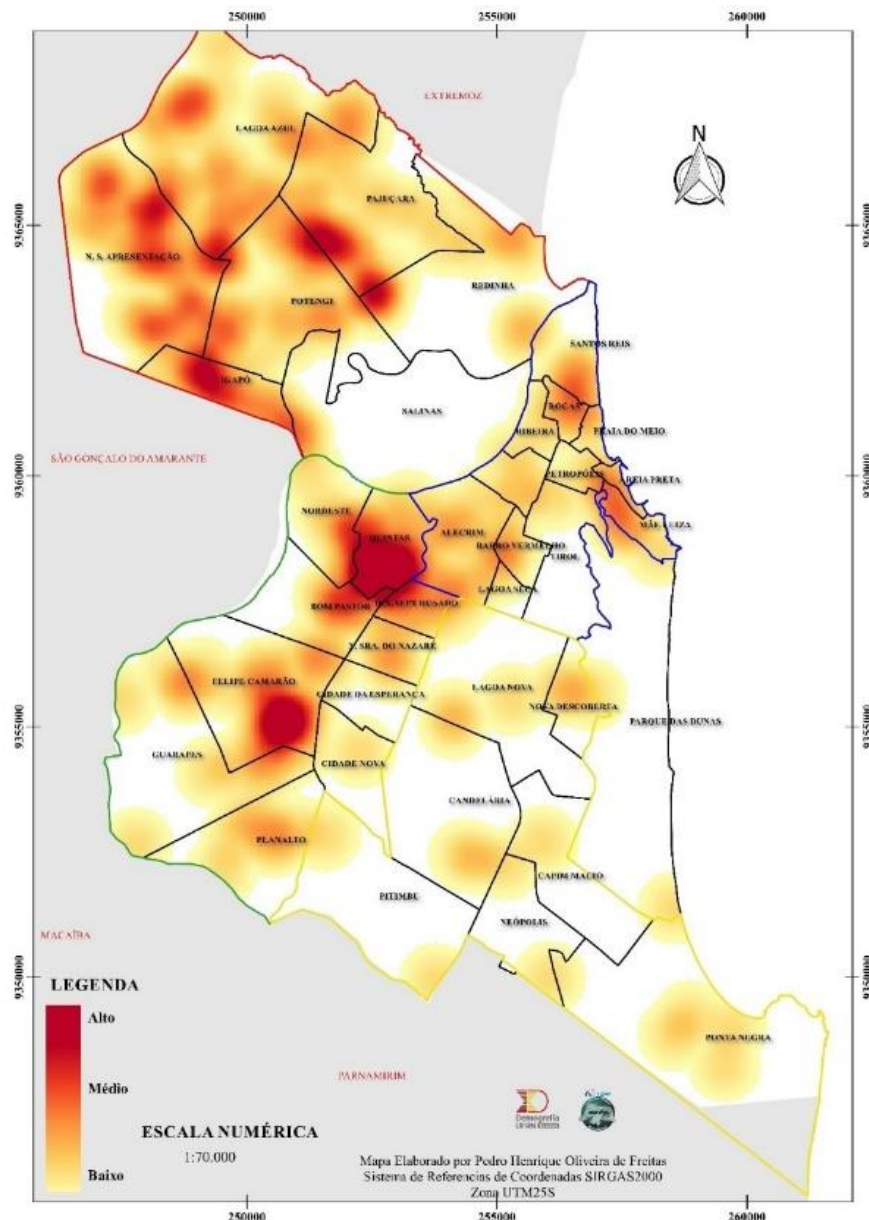 250000 255000 260000
EXTREMOZ
N
LAGOA AZUL
PAJUÇARA
9365000 9365000
N. S. APRESENTAÇÃO
REDINHA
POTENGI
SANTOS REIS
IGAPÓ
ROCAS
SALINAS
RIBEIRA
PRAIA DO MEIO
SÃO GONÇALO DO AMARANTE
PETRÓPOLIS
AREIA PRETA
9360000 9360000
NORDESTE
MÃE LUIZA
QUINTAS
ALECRIM
BARRO VERMELHO
TIROL
LAGOA SECA
BOM PASTOR
N. SRA. DO NAZARÉ
FELIPE CAMARÃO
LAGOA NOVA
CIDADE DA ESPERANÇA
NOVA DESCOBERTA
PARQUE DAS DUNAS
9355000 9355000
GUARAPES
CIDADE NOVA
CANDELÁRIA
PLANALTO
CAPIM MACIO
PITIMBU
NEÓPOLIS
MACAÍBA
9350000 9350000
LEGENDA
Alto
PONTA NEGRA
PARNAMIRIM
Médio
Demografia
ESCALA NUMÉRICA
1:70.000
Baixo
Mapa Elaborado por Pedro Henrique Oliveira de Freitas
Sistema de Referencias de Coordenadas SIRGAS2000
Zona UTM25S
250000 255000 260000